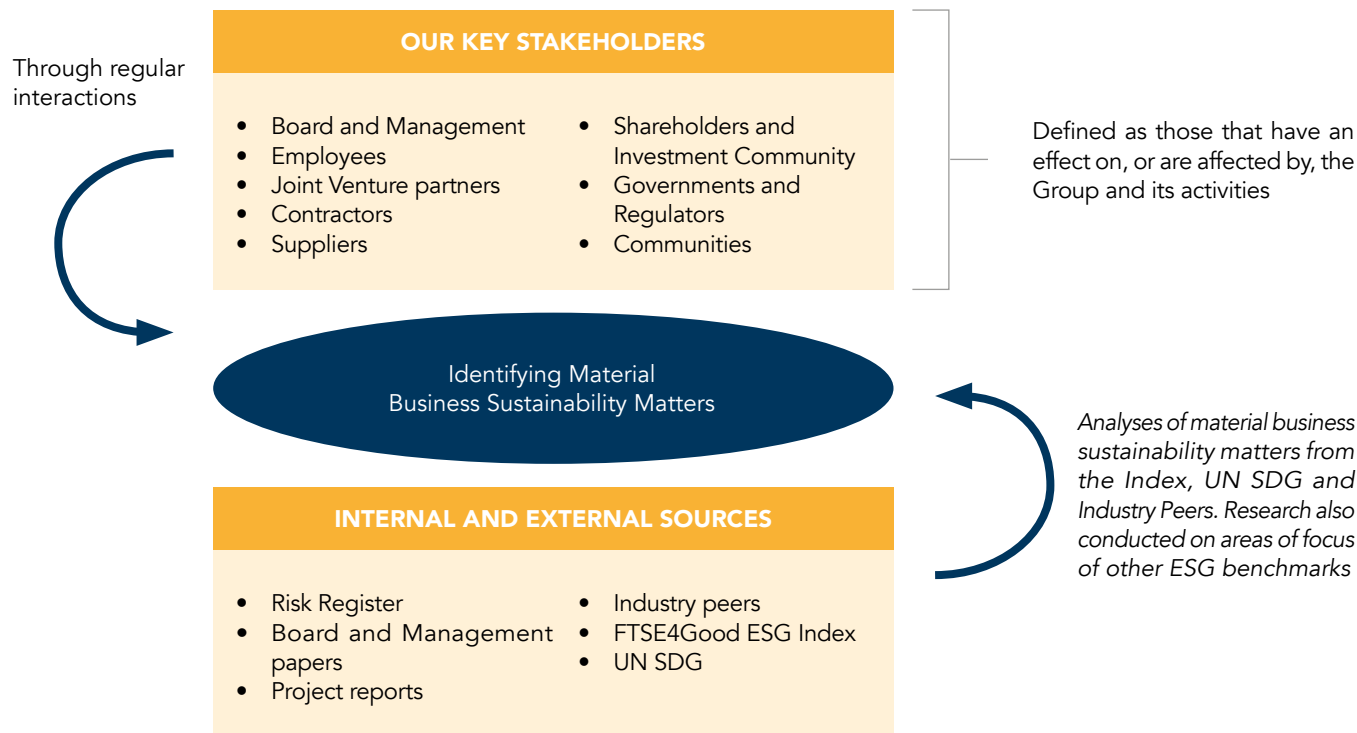 OUR KEY STAKEHOLDERS
Through regular
interactions
• Board and Management
• Employees
• Joint Venture partners
• Contractors
• Suppliers
• Shareholders and
Investment Community
• Governments and
Regulators
• Communities
Defined as those that have an
effect on, or are affected by, the
Group and its activities
Identifying Material
Business Sustainability Matters
Analyses of material business
sustainability matters from
the Index, UN SDG and
Industry Peers. Research also
conducted on areas of focus
of other ESG benchmarks
INTERNAL AND EXTERNAL SOURCES
• Risk Register
• Board and Management
papers
• Project reports
• Industry peers
• FTSE4Good ESG Index
• UN SDG